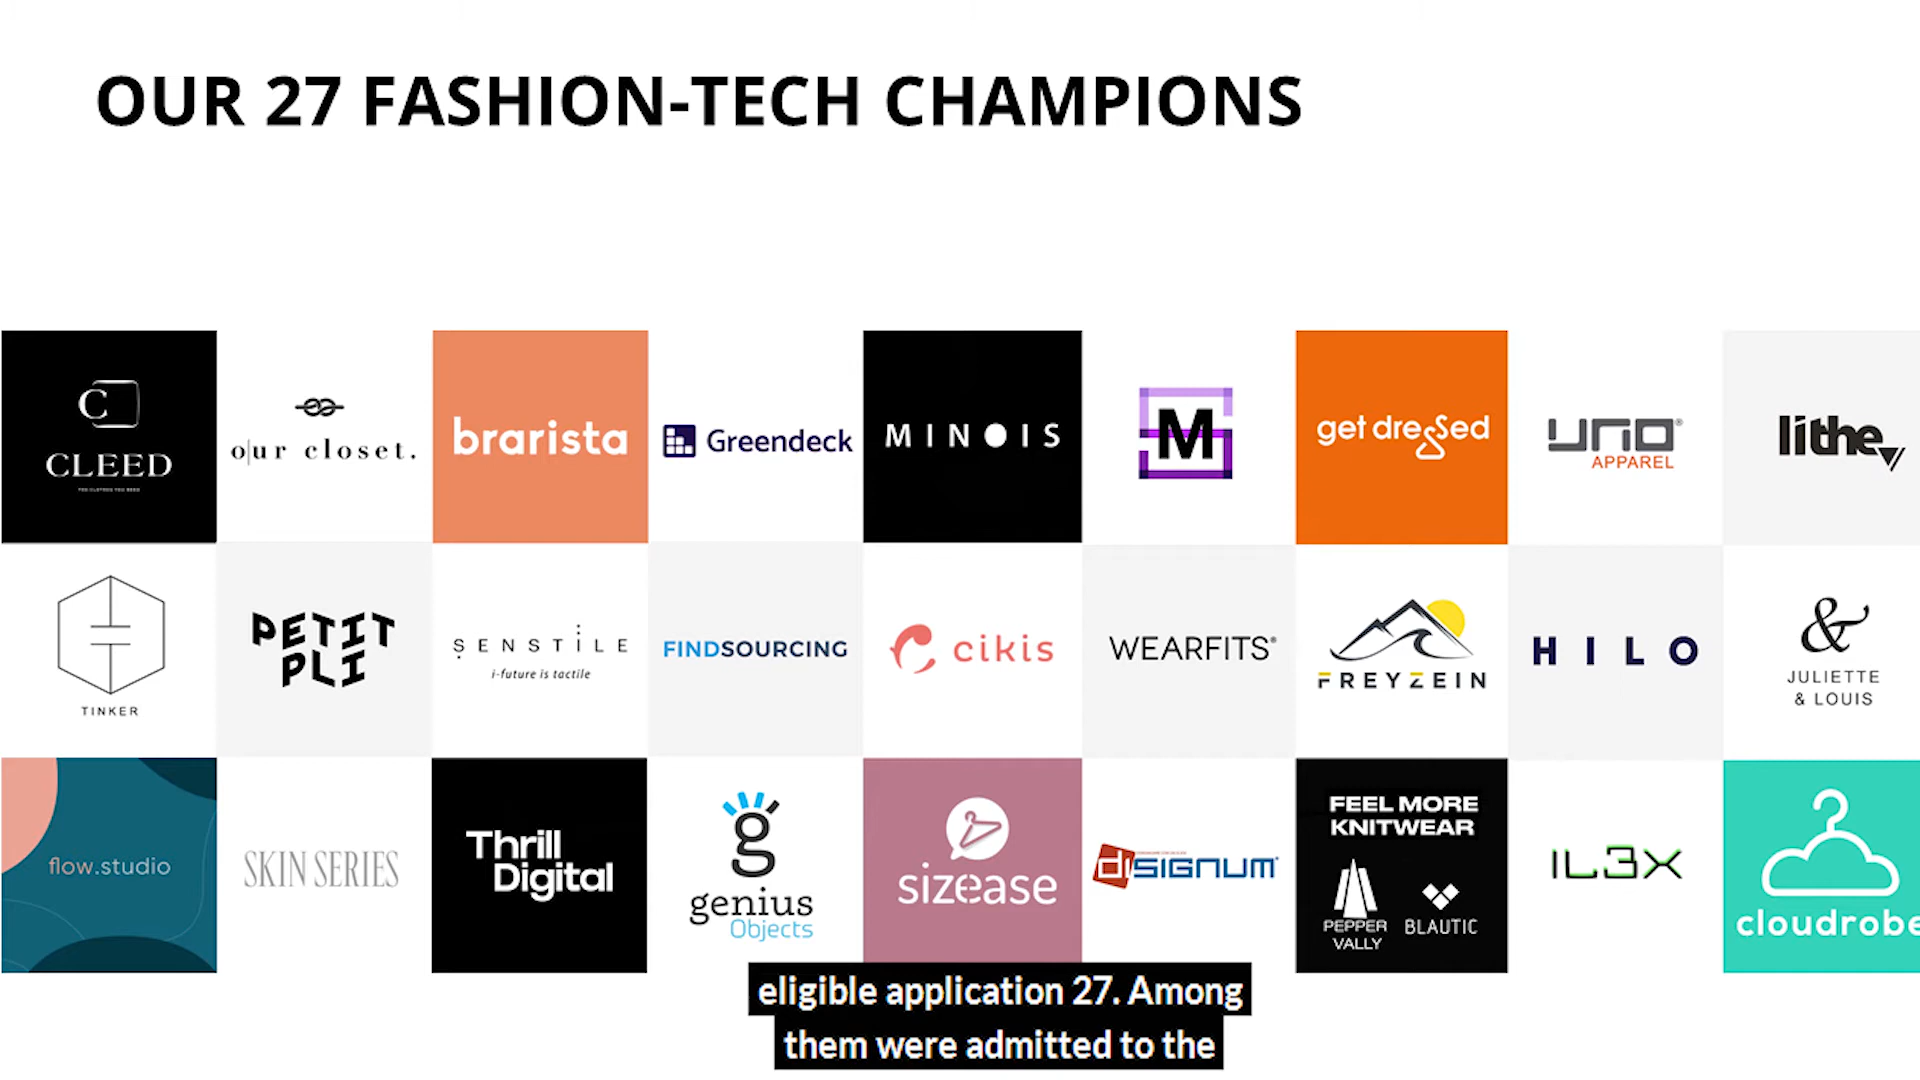 OUR 27 FASHION-TECH CHAMPIONS
C
CLEED
our closet.
brarista
Greendeck
MINOIS
M
get dressed
uno®
APPAREL
lithe
TINKER
PETIT
PLI
SENSTILE
i-future is tactile
FINDSOURCING
cikis
WEARFITS®
FREYZEIN
HILO
&
JULIETTE
& LOUIS
flow.studio
SKIN SERIES
Thrill
Digital
g
genius
Objects
sizease
diSIGNUM
FEEL MORE
KNITWEAR
PEPPER
VALLY
BLAUTIC
IL3X
cloudrobe
eligible application 27. Among
them were admitted to the